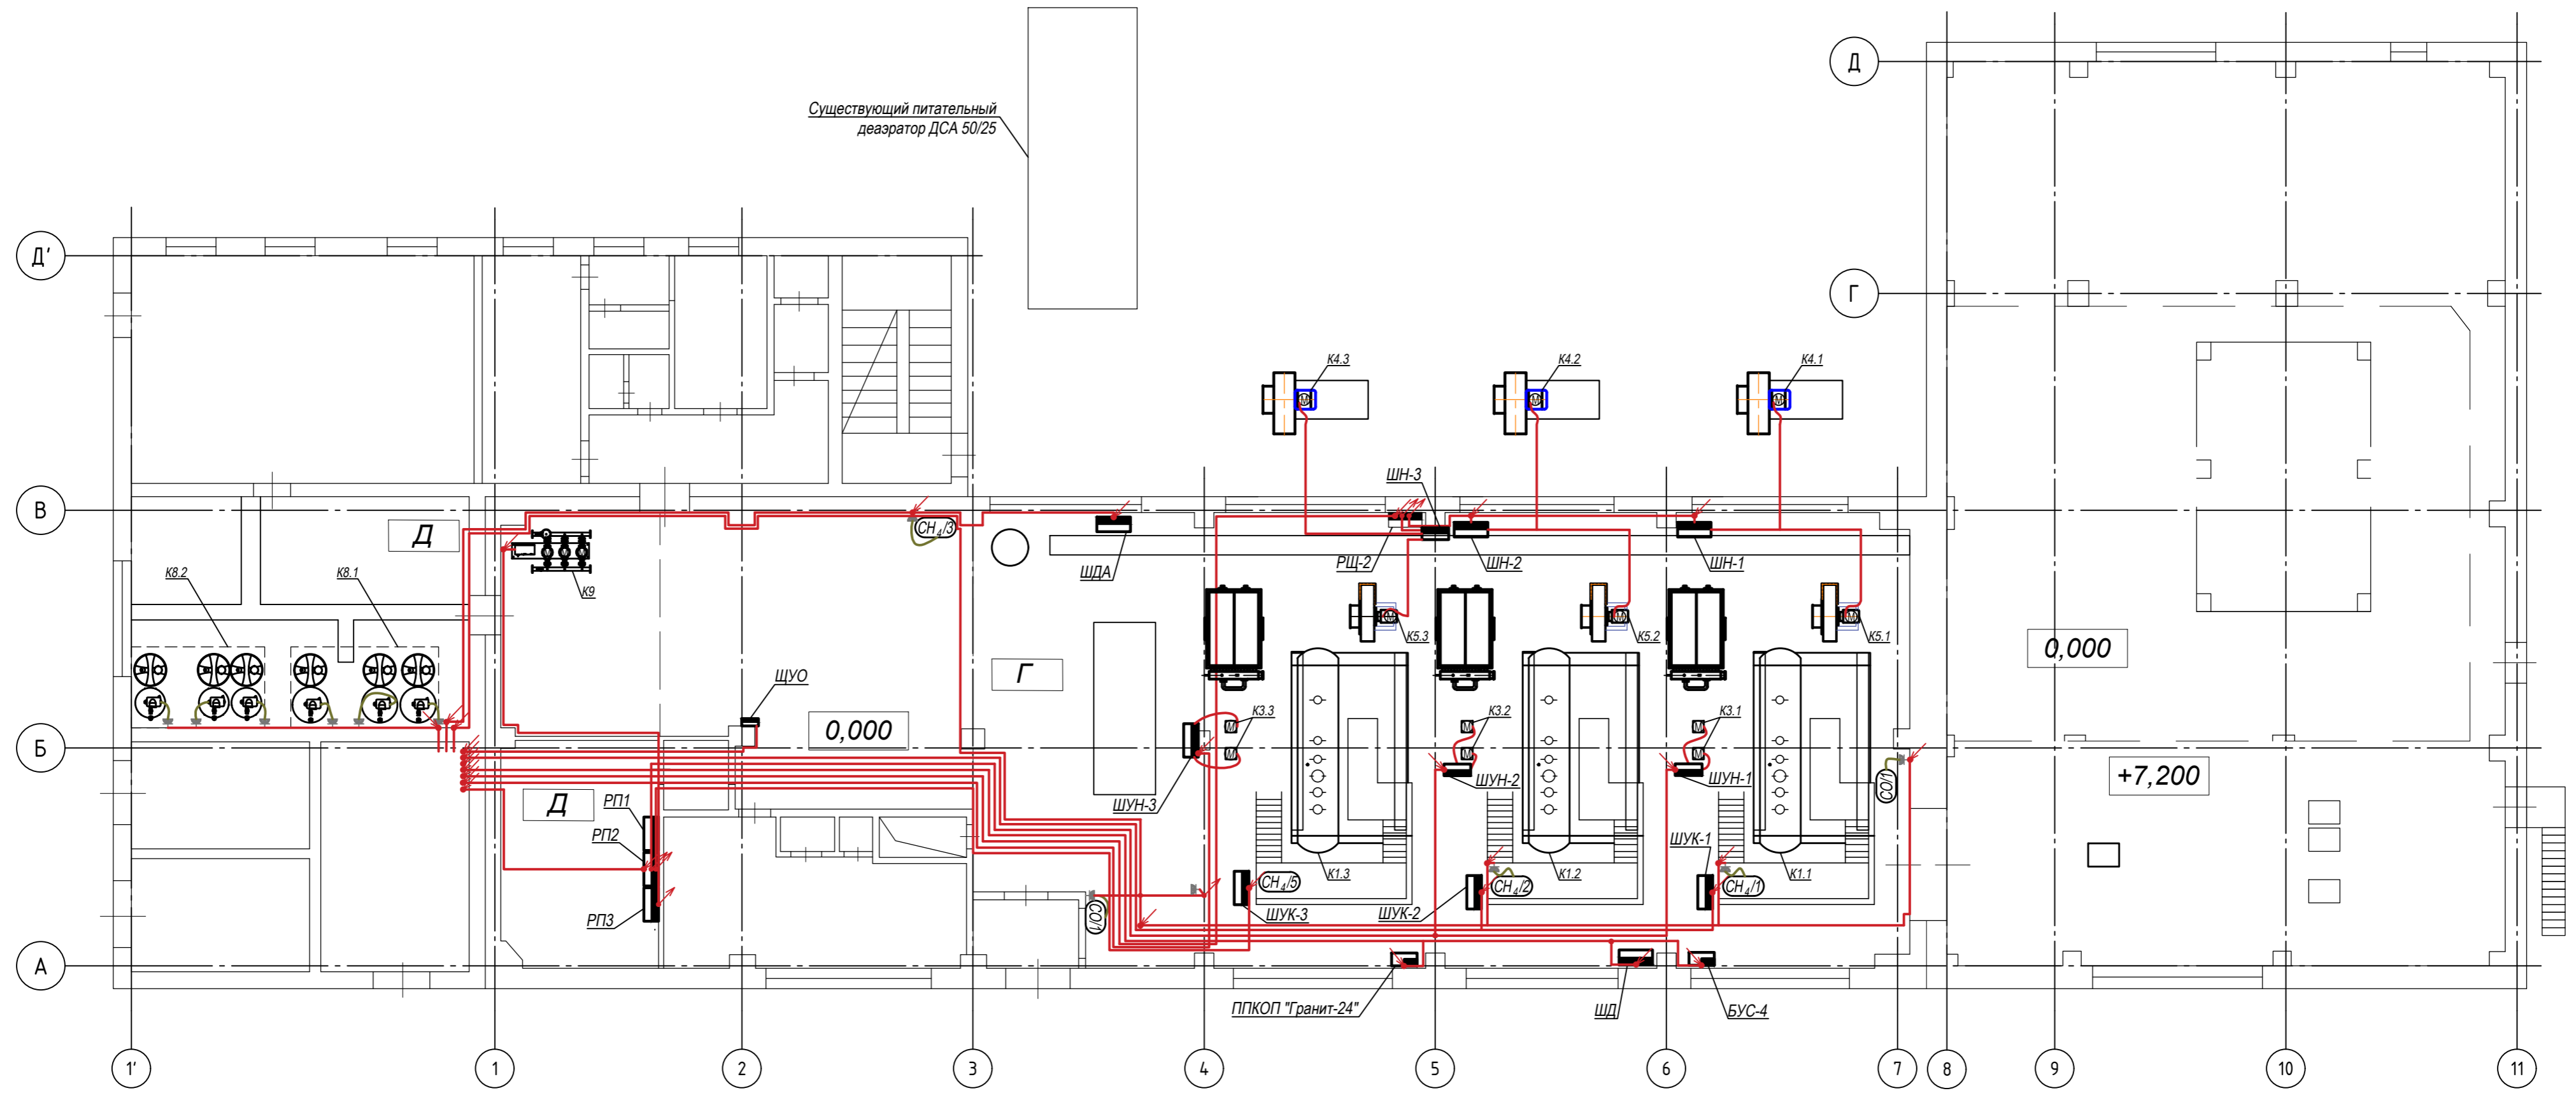 Д
Существующий питательный
деаэратор ДСА 50/25
Д'
Г
К4.3
К4.2
К4.1
ШН-3
В
СН₄/3
Д
РЩ-2
ШН-2
ШН-1
ШДА
К8.2
К8.1
К9
К5.3
К5.2
К5.1
0,000
Г
ЩУО
0,000
К3.3
К3.2
К3.1
М
М
М
М
М
М
М
М
М
М
М
М
Б
+7,200
ШУН-3
ШУН-2
ШУН-1
СО/1
Д
РП1
РП2
РП3
ШУК-1
К1.3
К1.2
К1.1
СН₄/5
СН₄/2
СН₄/1
ШУК-3
ШУК-2
СО/1
А
ППКОП "Гранит-24"
ШД
БУС-4
1'
1
2
3
4
5
6
7
8
9
10
11